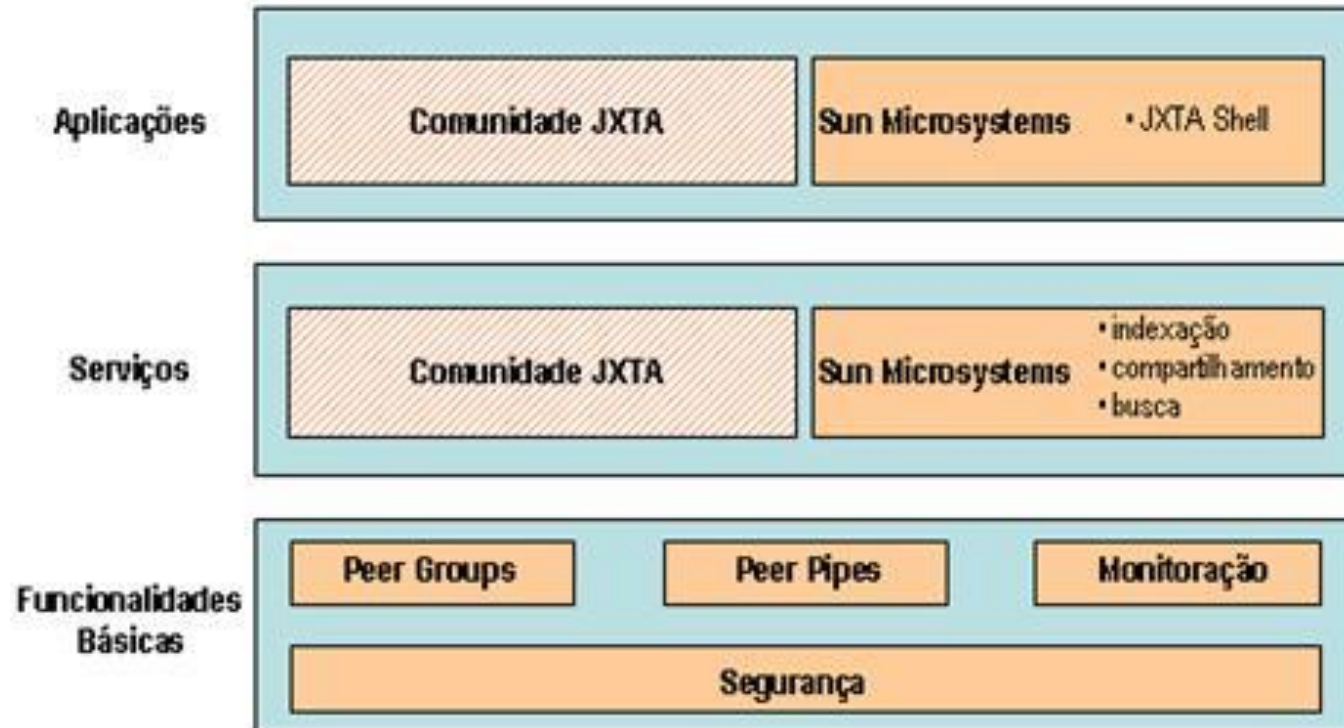 Aplicações
Comunidade JXTA
Sun Microsystems
• JXTA Shell
Serviços
Comunidade JXTA
Sun Microsystems
• indexação
• compartilhamento
• busca
Funcionalidades
Básicas
Peer Groups
Peer Pipes
Monitoração
Segurança